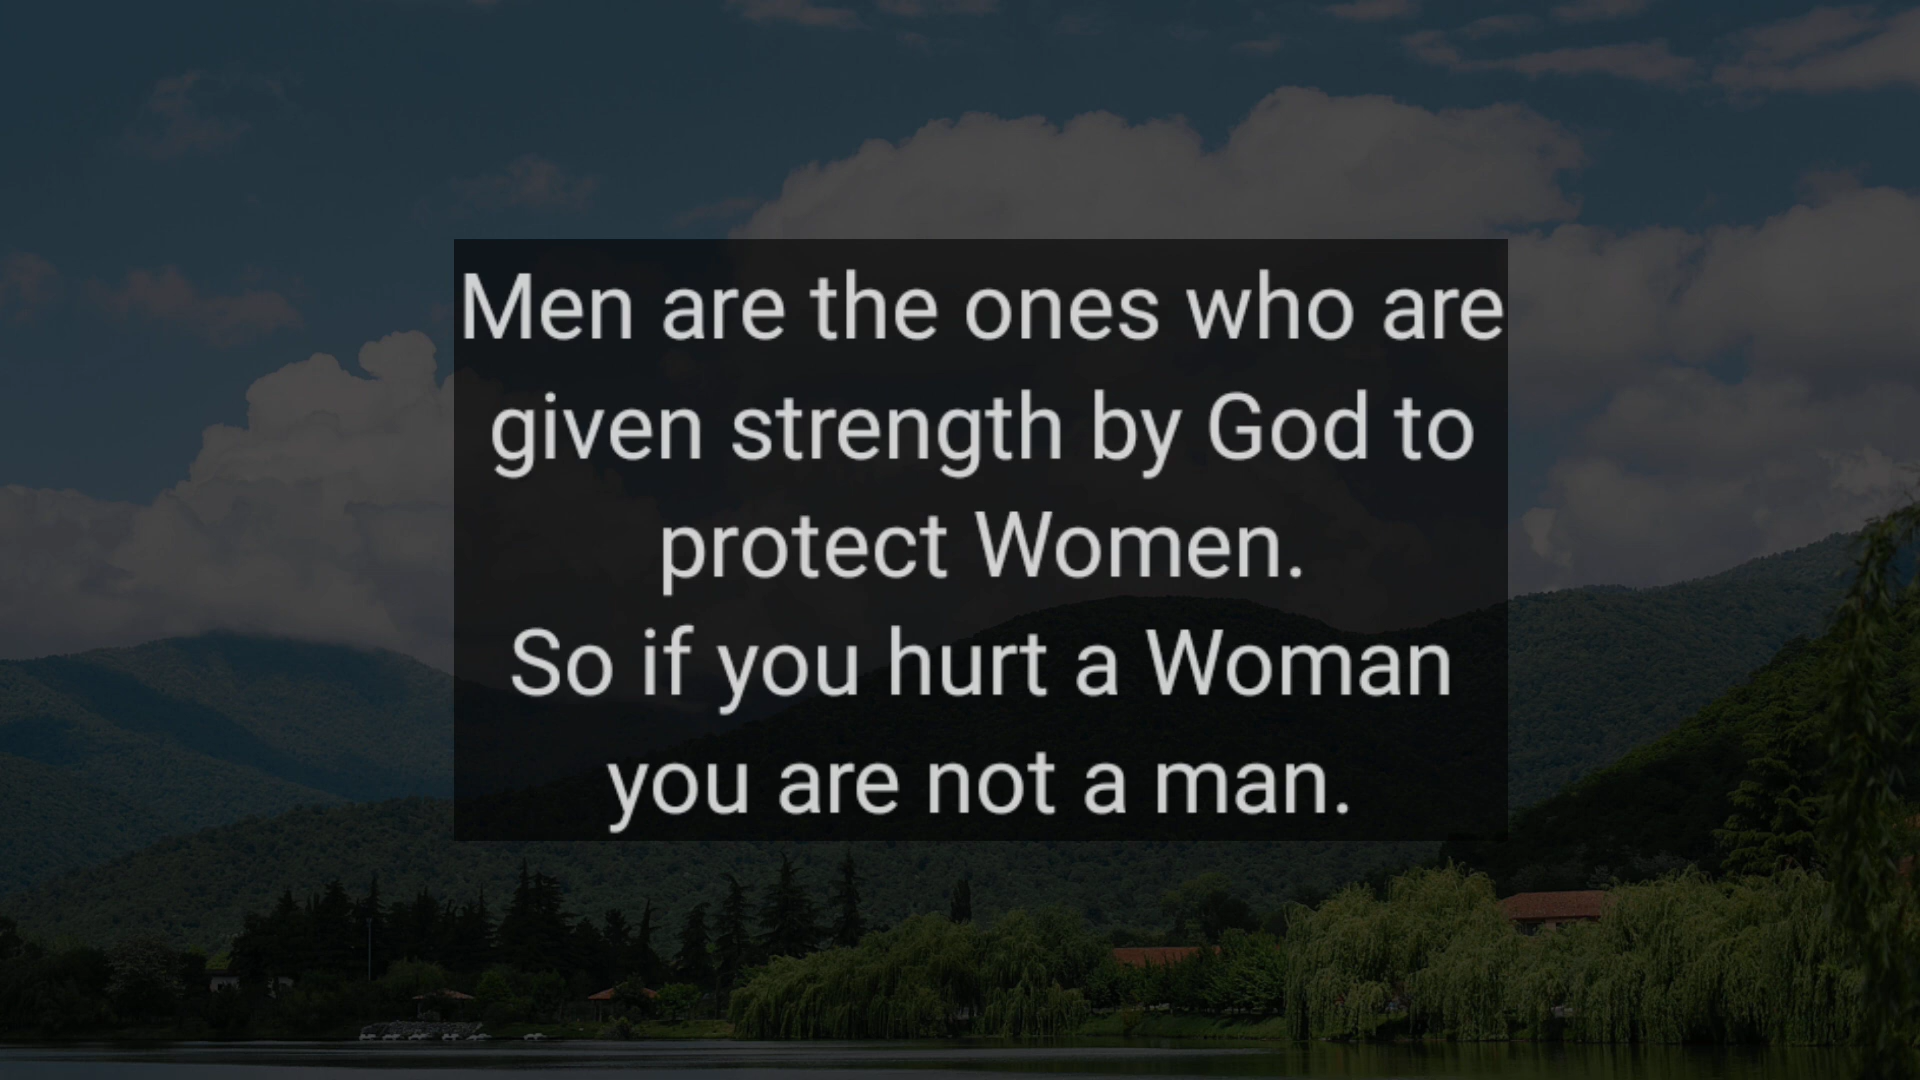 Men are the ones who are
given strength by God to
protect Women.
So if you hurt a Woman
you are not a man.